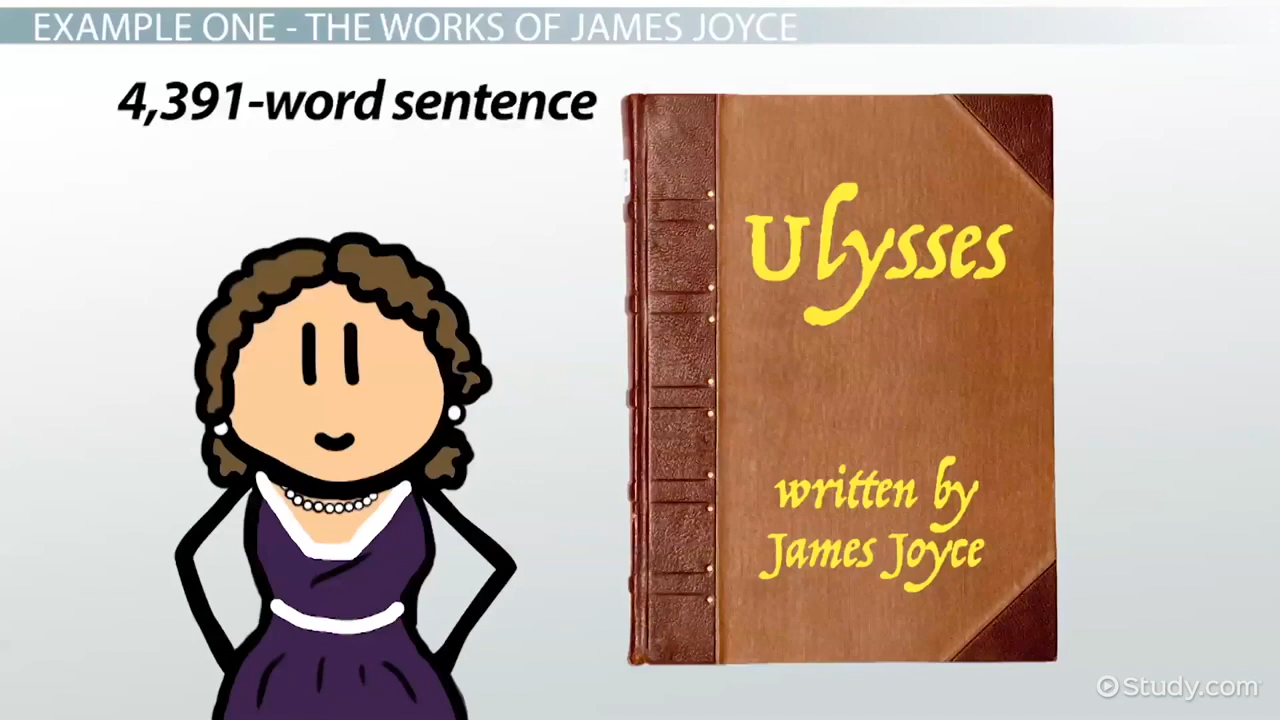 EXAMPLE ONE - THE WORKS OF JAMES JOYCE
4,391-word sentence
Ulysses
written by
James Joyce
Study.com